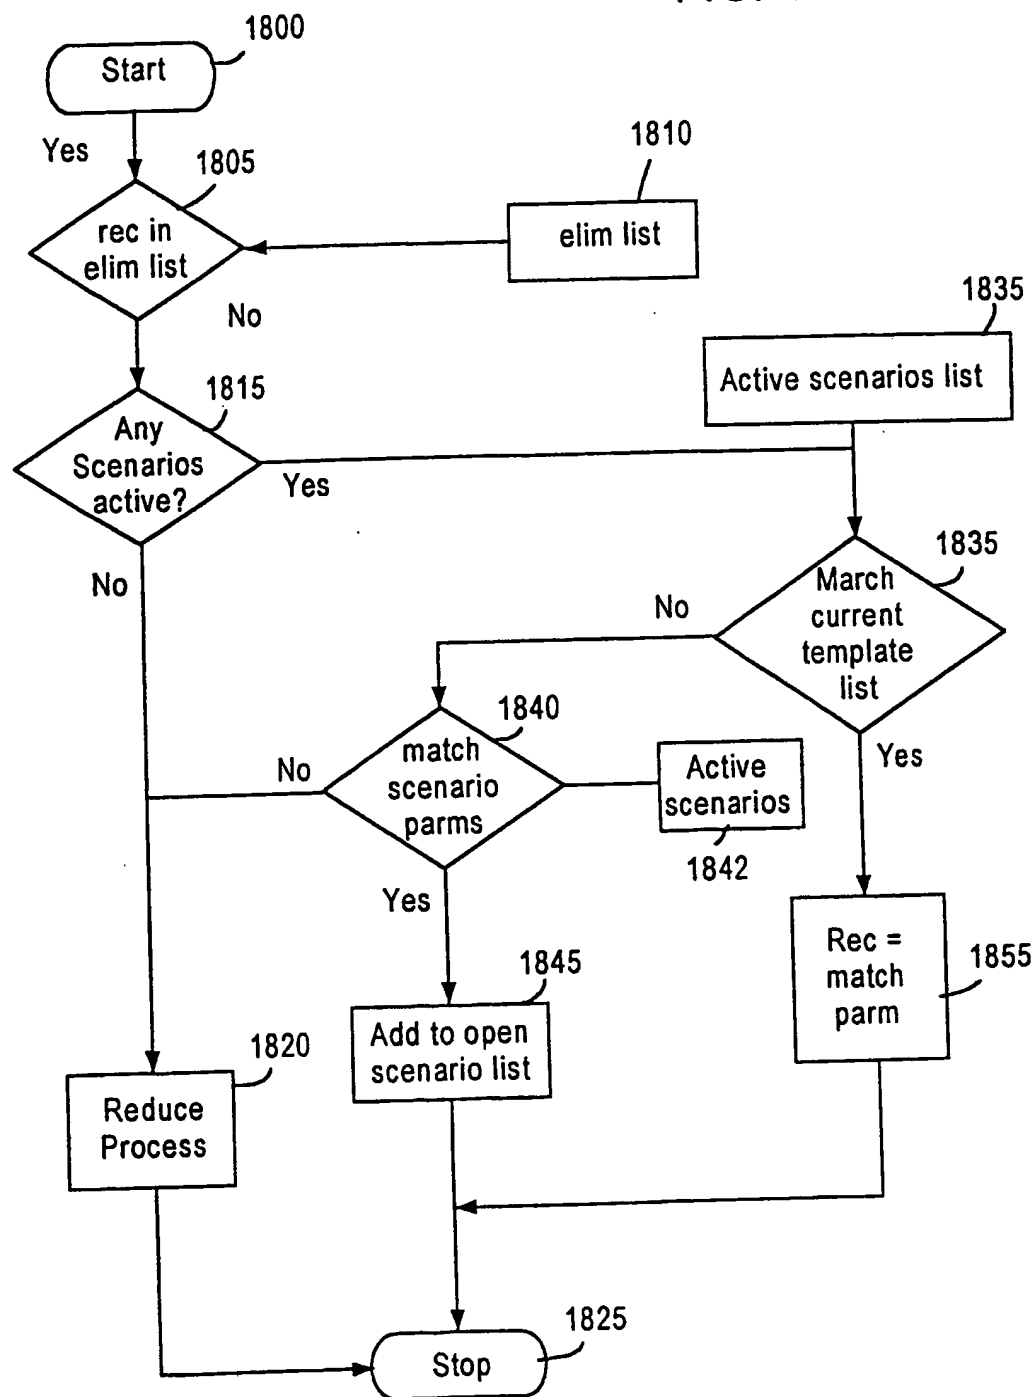 1800
Start
Yes
1805
rec in
elim list
1810
elim list
No
1835
Active scenarios list
1815
Any
Scenarios
active?
Yes
No
1835
March
current
template
list
No
Yes
1840
match
scenario
parms
No
Active
scenarios
1842
Yes
1845
Add to open
scenario list
Rec =
match
parm
1855
1820
Reduce
Process
1825
Stop